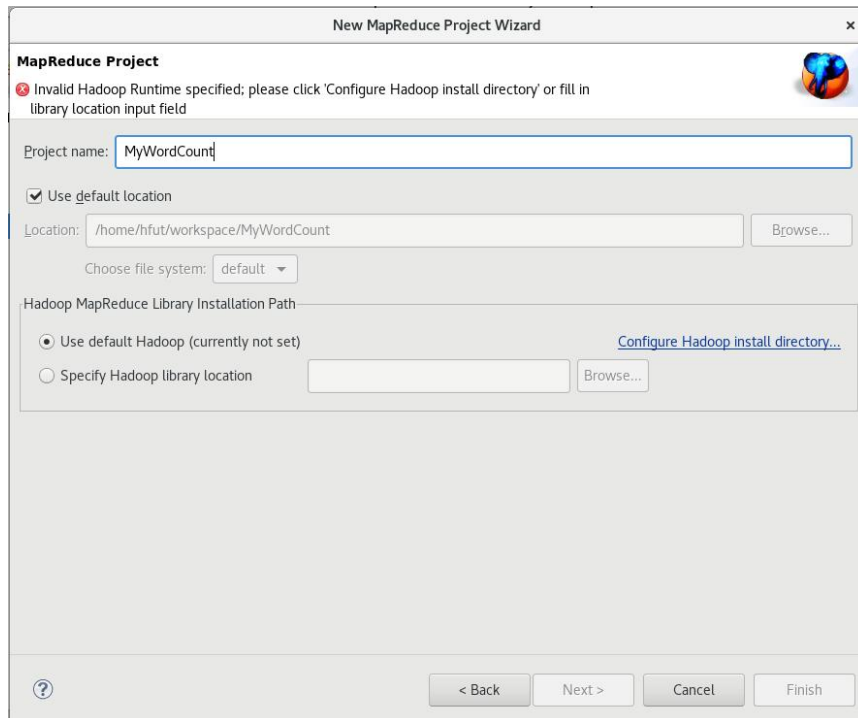 New MapReduce Project Wizard ×
MapReduce Project
Invalid Hadoop Runtime specified; please click 'Configure Hadoop install directory' or fill in
library location input field
Project name: MyWordCount
Use default location
Location: /home/hfut/workspace/MyWordCount Browse...
Choose file system: default
Hadoop MapReduce Library Installation Path
Use default Hadoop (currently not set) Configure Hadoop install directory...
Specify Hadoop library location Browse...
? < Back Next > Cancel Finish